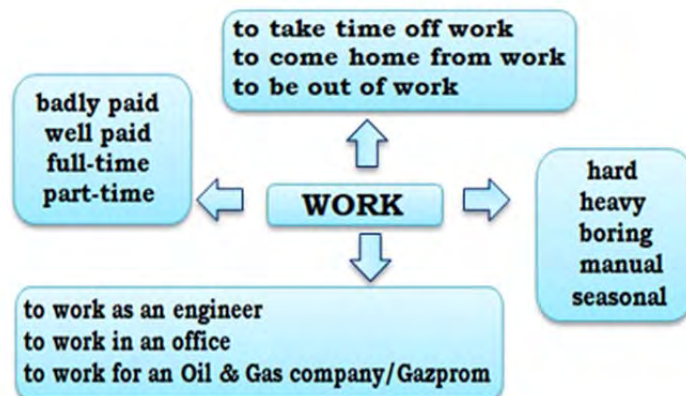 to take time off work
to come home from work
to be out of work
badly paid
well paid
full-time
part-time
WORK
hard
heavy
boring
manual
seasonal
to work as an engineer
to work in an office
to work for an Oil & Gas company/Gazprom